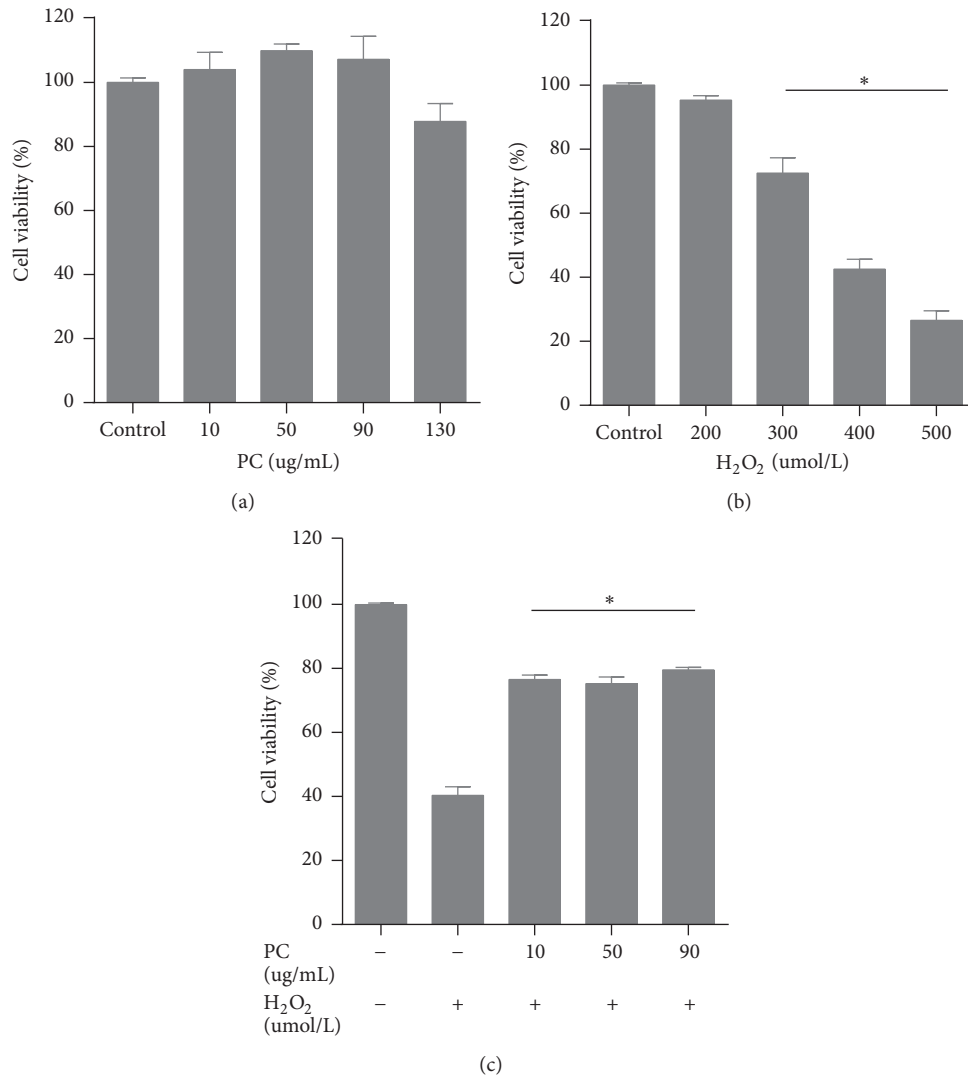 120
100
80
60
40
20
0
Cell viability (%)
Control 10 50 90 130
PC (ug/mL)
(a)
120
100
80
60
40
20
0
Cell viability (%)
*
Control 200 300 400 500
H₂O₂ (umol/L)
(b)
120
100
80
60
40
20
0
Cell viability (%)
*
PC – – 10 50 90
(ug/mL)
H₂O₂ – + + + +
(umol/L)
(c)